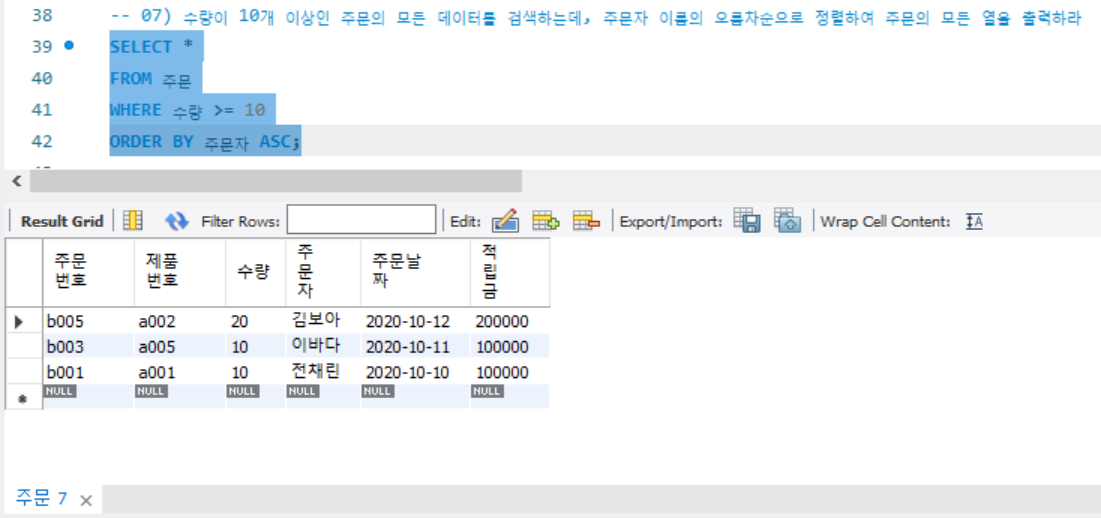 38 -- 07) 수량이 10개 이상인 주문의 모든 데이터를 검색하는데, 주문자 이름의 오름차순으로 정렬하여 주문의 모든 열을 출력하라
39 SELECT *
40 FROM 주문
41 WHERE 수량 >= 10
42 ORDER BY 주문자 ASC;
Result Grid Filter Rows: Edit: Export/Import: Wrap Cell Content: IA
주문번호 제품번호 수량 주문자 주문날짜 적립금
b005 a002 20 김보아 2020-10-12 200000
b003 a005 10 이바다 2020-10-11 100000
b001 a001 10 전채린 2020-10-10 100000
NULL NULL NULL NULL NULL NULL
주문 7 ×